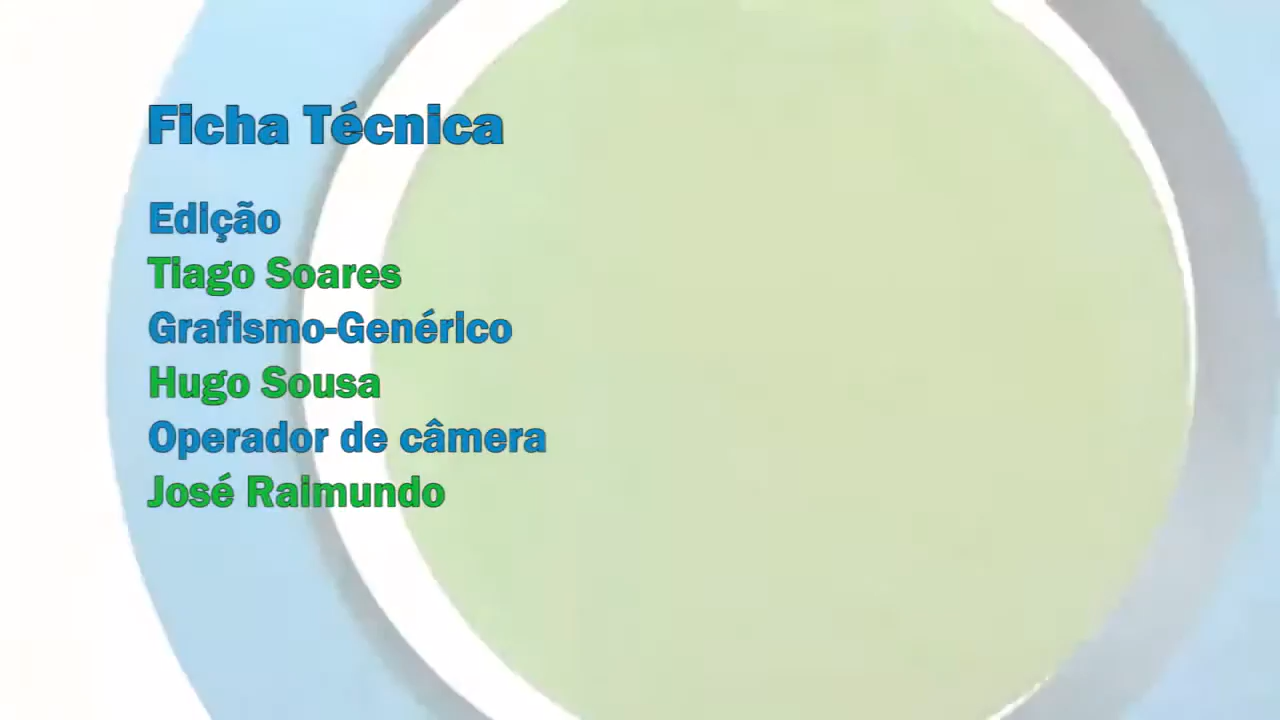 Ficha Técnica
Edição
Tiago Soares
Grafismo-Genérico
Hugo Sousa
Operador de câmera
José Raimundo